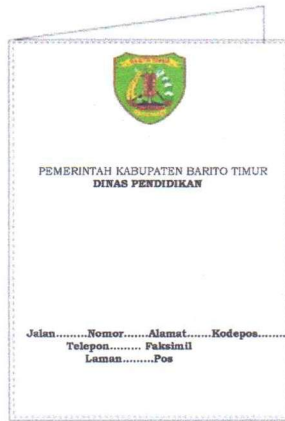 PEMERINTAH KABUPATEN BARITO TIMUR
DINAS PENDIDIKAN
Jalan.........Nomor.......Alamat......Kodepos........
Telepon......... Faksimil
Laman.........Pos